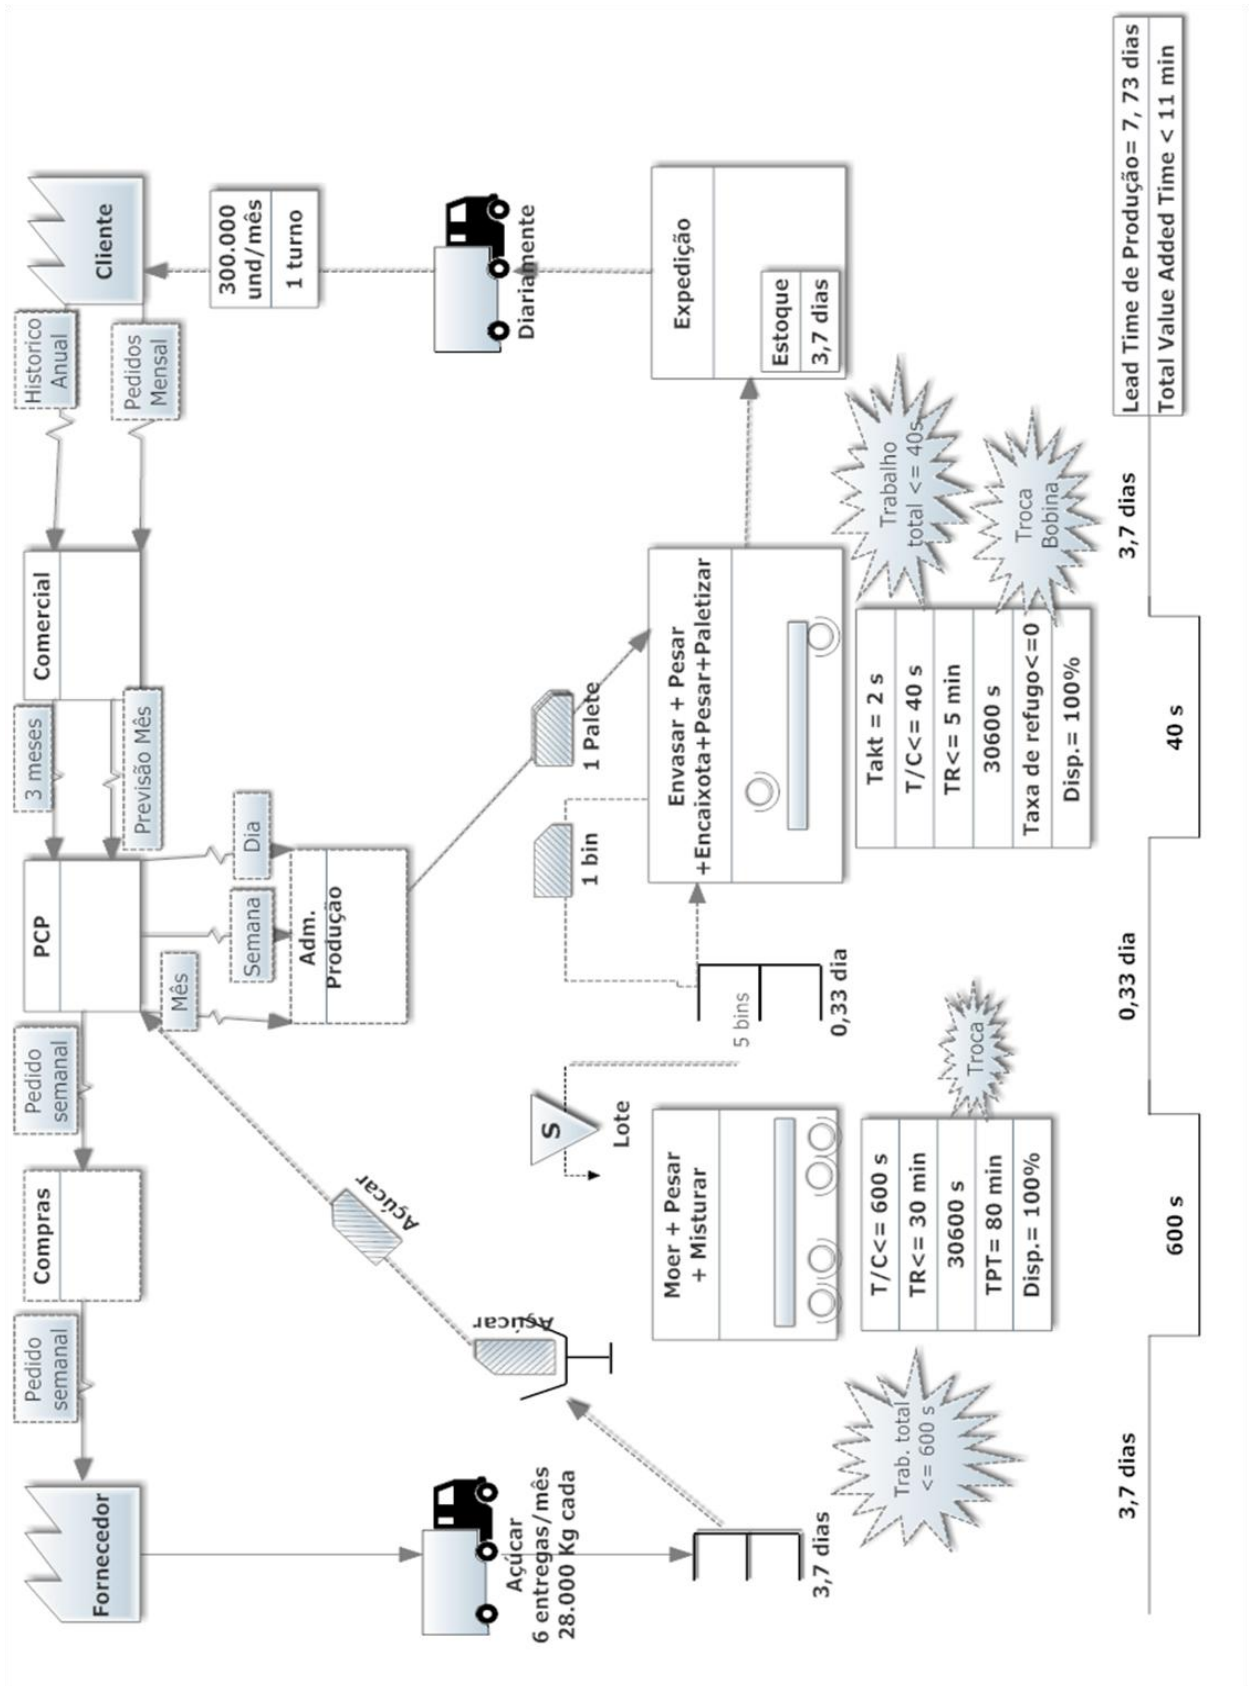 Fornecedor
Pedido
semanal
Compras
Pedido
semanal
PCP
3 meses
Previsão Mês
Comercial
Historico
Anual
Pedidos
Mensal
Cliente
300.000
und/mês
1 turno
Mês
Semana
Dia
Adm.
Produção
Açúcar
6 entregas/mês
28.000 Kg cada
Açúcar
Açúcar
1 bin
1 Palete
Diariamente
3,7 dias
S
Lote
5 bins
0,33 dia
Moer + Pesar
+ Misturar
Envasar + Pesar
+Encaixota+Pesar+Paletizar
Expedição
Estoque
3,7 dias
Trab. total
<= 600 s
T/C<= 600 s
TR<= 30 min
30600 s
TPT= 80 min
Disp.= 100%
Troca
Takt = 2 s
T/C<= 40 s
TR<= 5 min
30600 s
Taxa de refugo<=0
Disp.= 100%
Trabalho
total <= 40s
Troca
Bobina
3,7 dias
600 s
0,33 dia
40 s
3,7 dias
Lead Time de Produção= 7, 73 dias
Total Value Added Time < 11 min